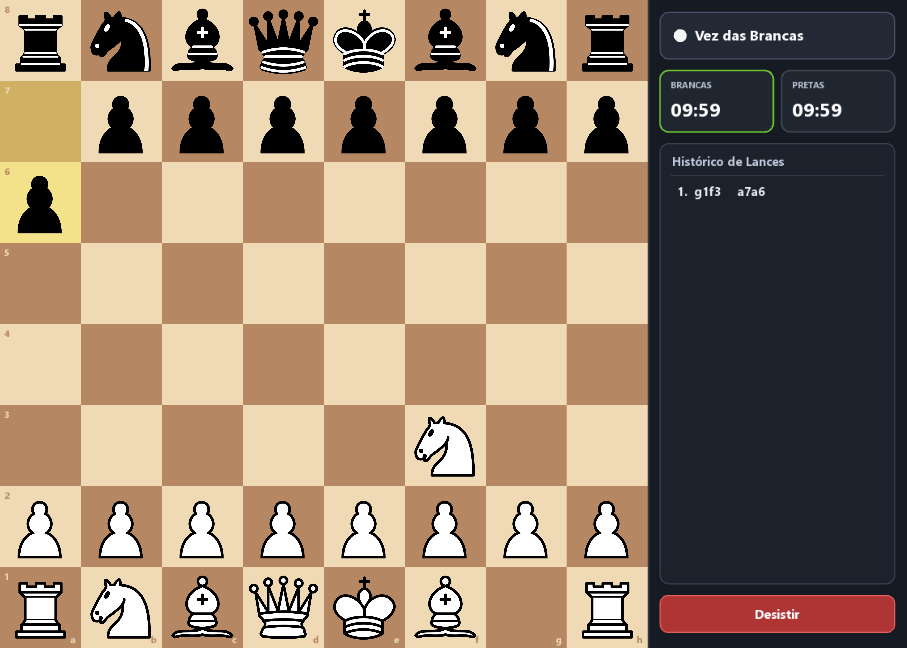 8
7
6
5
4
3
2
1
a
b
c
d
e
f
g
h
Vez das Brancas
BRANCAS
09:59
PRETAS
09:59
Histórico de Lances
1. g1f3 a7a6
Desistir